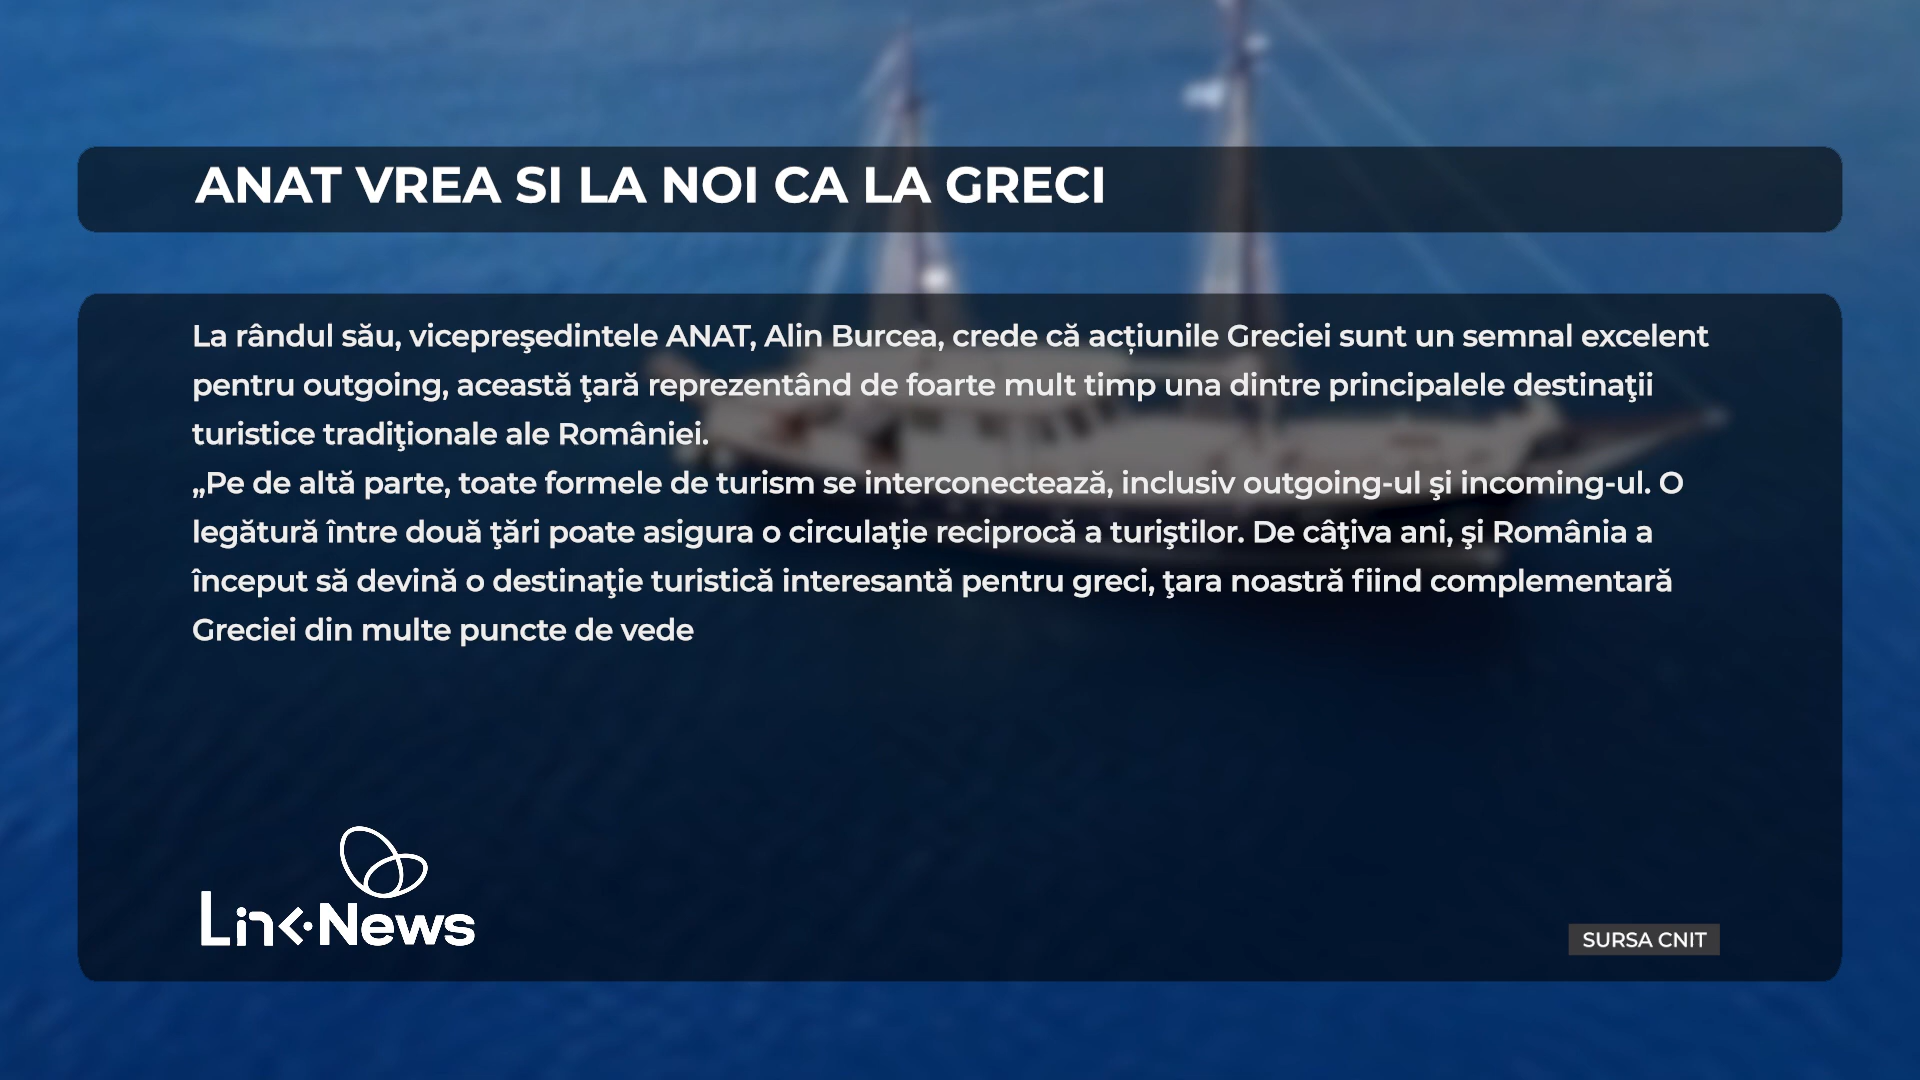 ANAT VREA SI LA NOI CA LA GRECI
La rândul său, vicepreşedintele ANAT, Alin Burcea, crede că acțiunile Greciei sunt un semnal excelent
pentru outgoing, această ţară reprezentând de foarte mult timp una dintre principalele destinaţii
turistice tradiţionale ale României.
„Pe de altă parte, toate formele de turism se interconectează, inclusiv outgoing-ul şi incoming-ul. O
legătură între două ţări poate asigura o circulaţie reciprocă a turiştilor. De câţiva ani, şi România a
început să devină o destinaţie turistică interesantă pentru greci, ţara noastră fiind complementară
Greciei din multe puncte de vede
Link News
SURSA CNIT